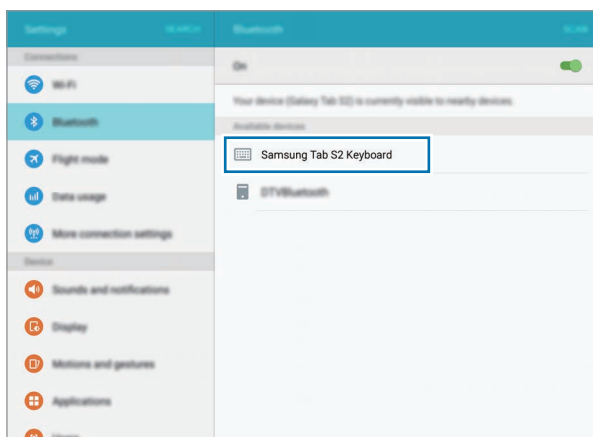 Settings
SEARCH
Bluetooth
SCAN
Connections
On
Wi-Fi
Your device (Galaxy Tab S2) is currently visible to nearby devices.
Bluetooth
Available devices
Samsung Tab S2 Keyboard
Flight mode
DTVBluetooth
Data usage
More connection settings
Device
Sounds and notifications
Display
Motions and gestures
Applications